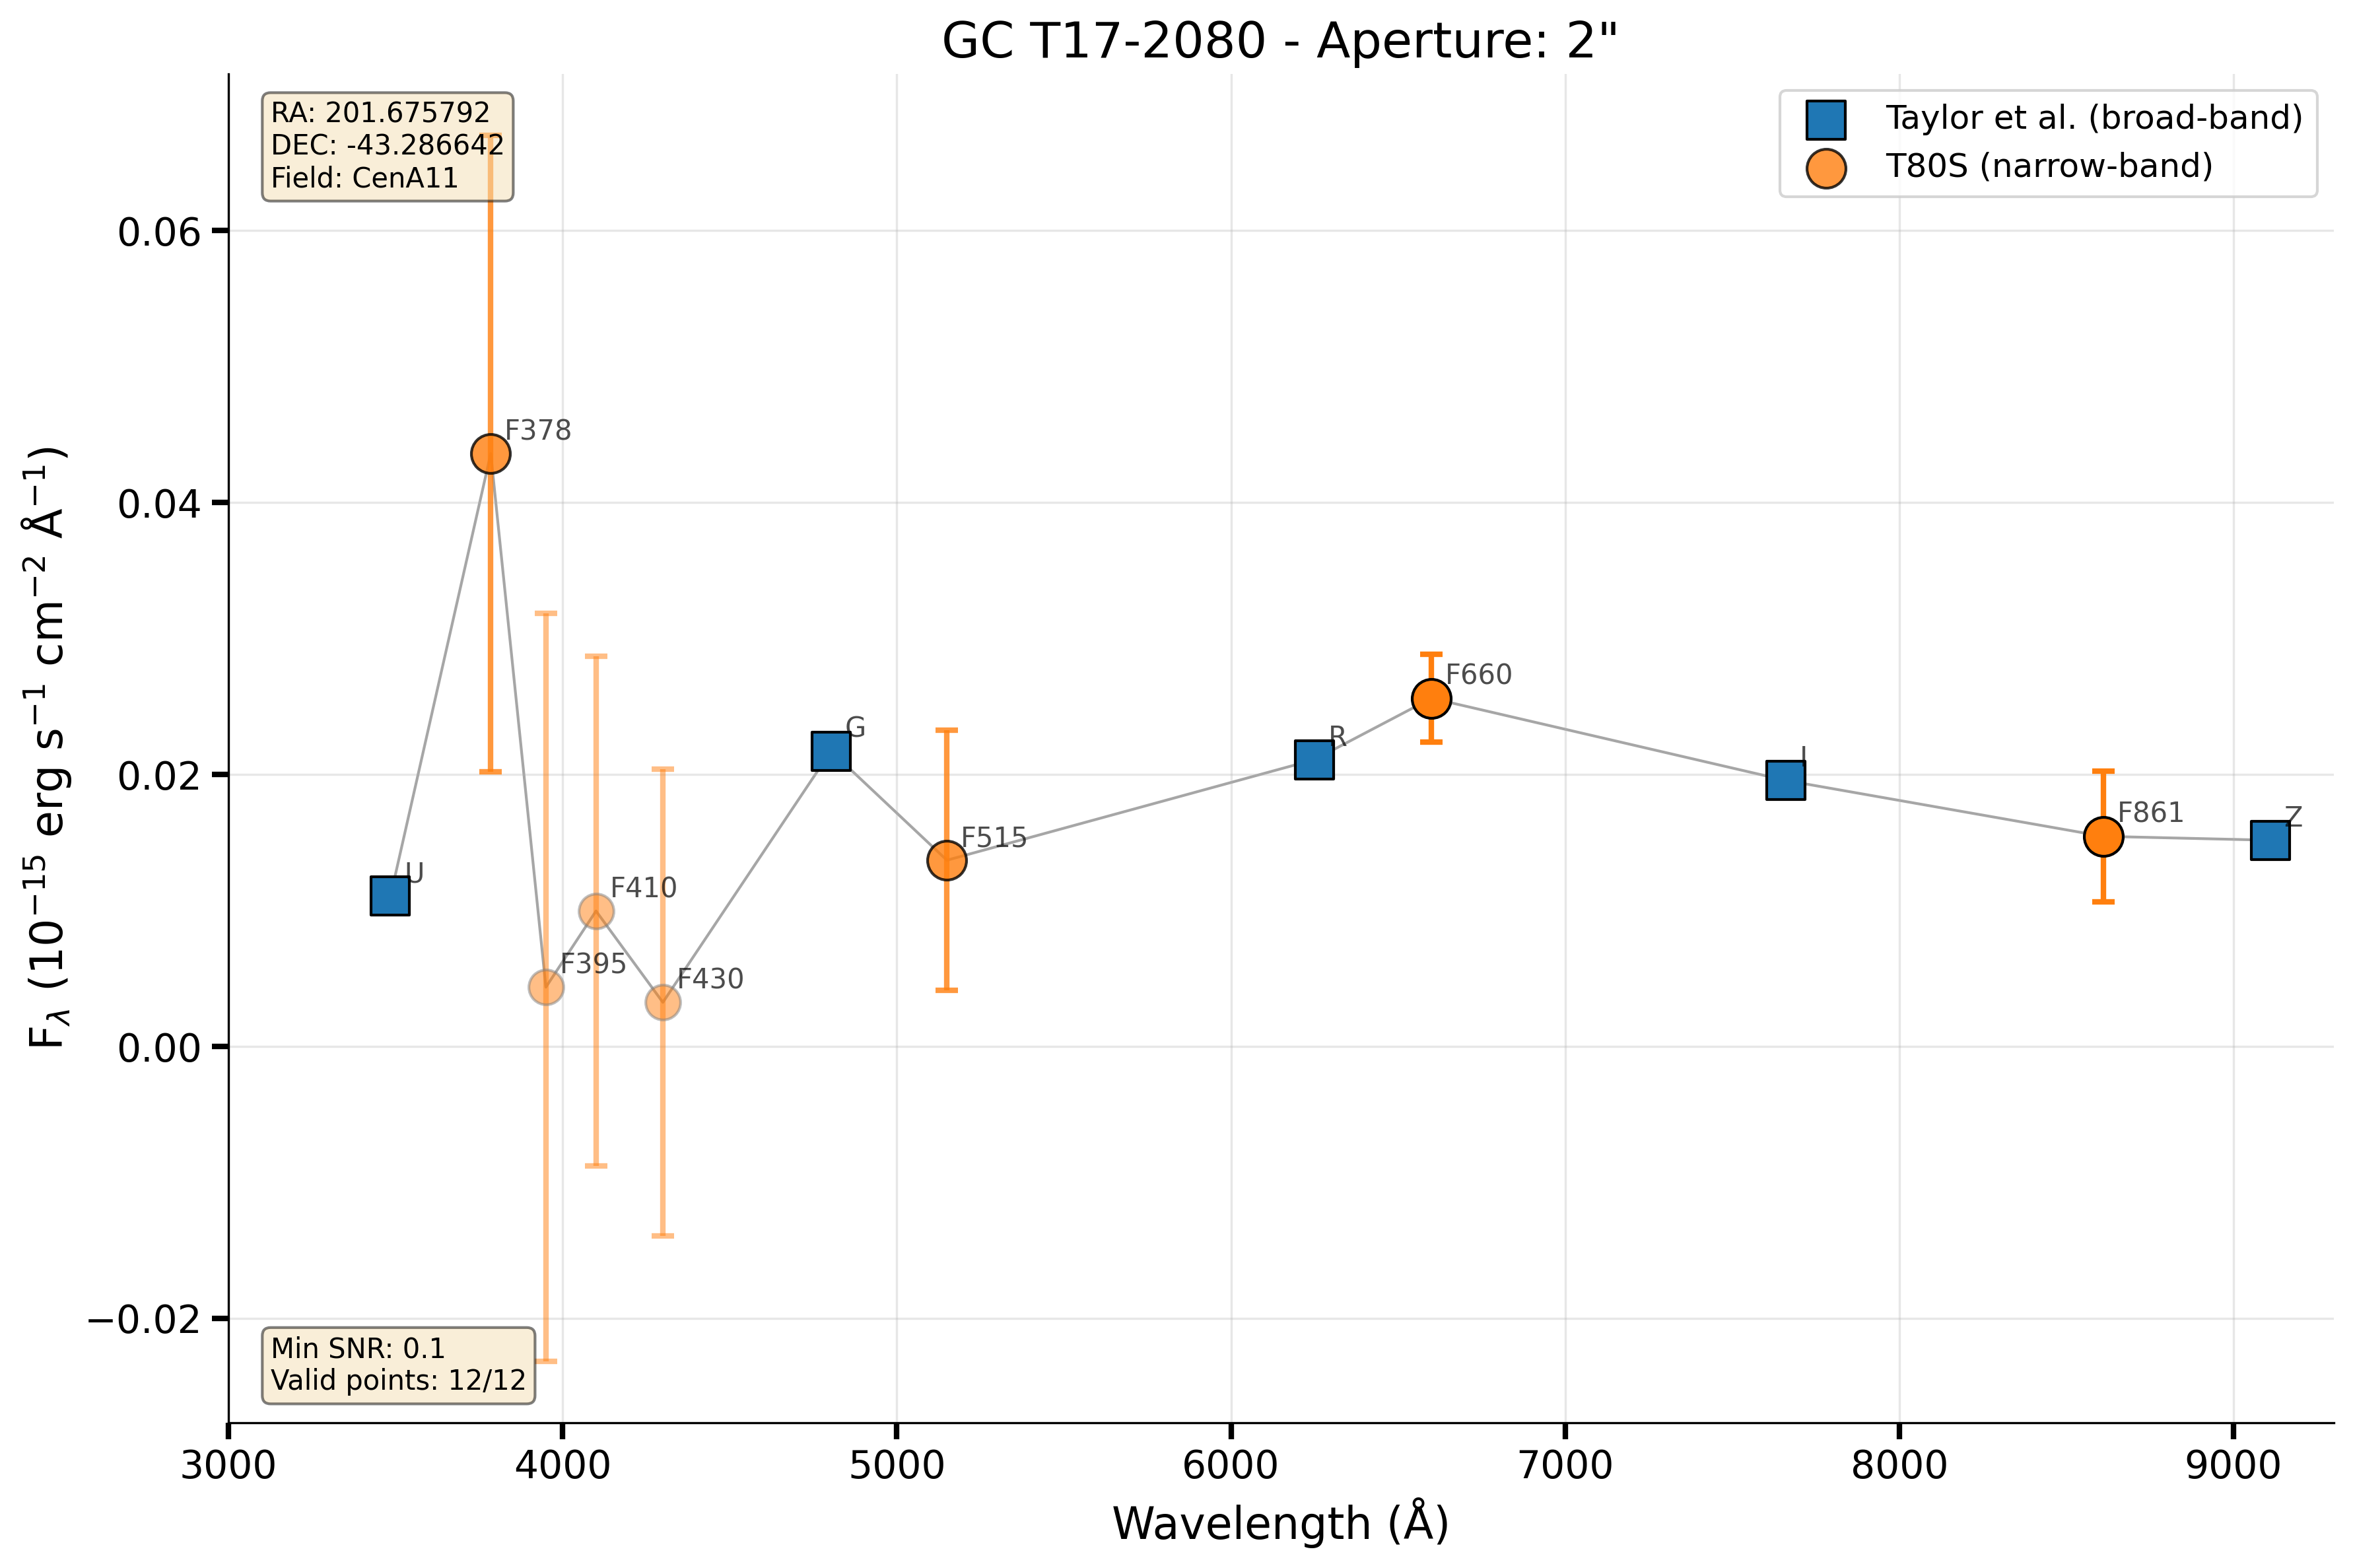 GC T17-2080 - Aperture: 2"
RA: 201.675792
DEC: -43.286642
Field: CenA11
Taylor et al. (broad-band)
T80S (narrow-band)
0.06
0.04
0.02
0.00
−0.02
F_λ (10⁻¹⁵ erg s⁻¹ cm⁻² Å⁻¹)
U
F378
F395
F410
F430
G
F515
R
F660
I
F861
Z
Min SNR: 0.1
Valid points: 12/12
3000 4000 5000 6000 7000 8000 9000
Wavelength (Å)